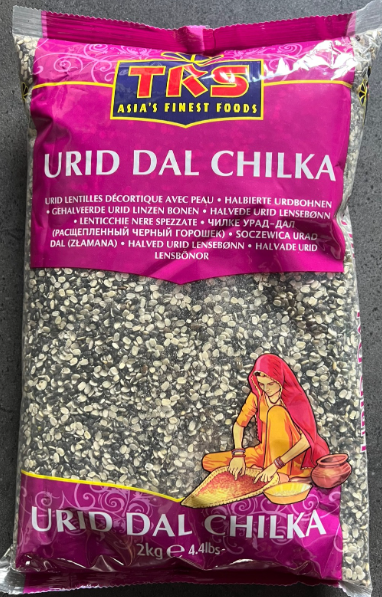 TRS
ASIA'S FINEST FOODS
URID DAL CHILKA
URID LENTILLES DÉCORTIQUE AVEC PEAU • HALBIERTE URDBOHNEN
• GEHALVEERDE URID LINZEN BONEN • HALVEDE URID LENSEBØNN
• LENTICCHIE NERE SPEZZATE • ЧИЛКЕ УРАД-ДАЛ
(РАСЩЕПЛЕННЫЙ ЧЕРНЫЙ ГОРОШЕК) • SOCZEWICA URAD
DAL (ZŁAMANA) • HALVED URID LENSEBØNN • HALVADE URID
LENSBÖNOR
URID DAL CHILKA
2kg e 4.4lbs